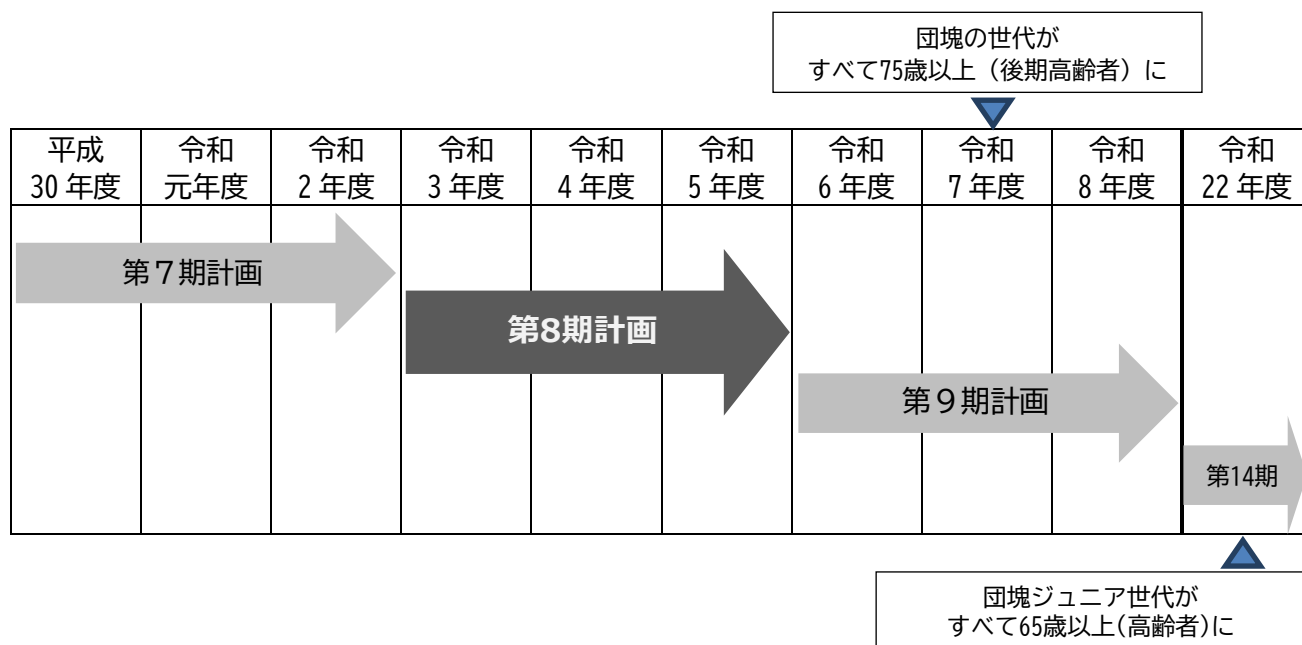 団塊の世代が
すべて75歳以上（後期高齢者）に
平成
30年度
令和
元年度
令和
2年度
令和
3年度
令和
4年度
令和
5年度
令和
6年度
令和
7年度
令和
8年度
令和
22年度
第７期計画
第8期計画
第９期計画
第14期
団塊ジュニア世代が
すべて65歳以上(高齢者)に